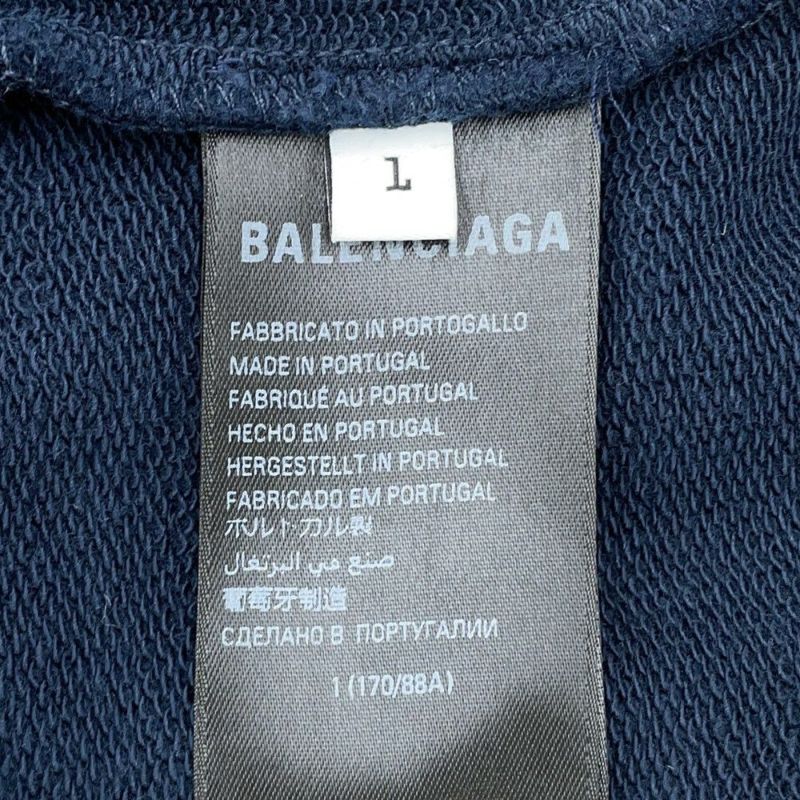 1
BALENCIAGA
FABBRICATO IN PORTOGALLO
MADE IN PORTUGAL
FABRIQUÉ AU PORTUGAL
HECHO EN PORTUGAL
HERGESTELLT IN PORTUGAL
FABRICADO EM PORTUGAL
ポルトガル製
صنع في البرتغال
葡萄牙制造
СДЕЛАНО В ПОРТУГАЛИИ
1 (170/88A)